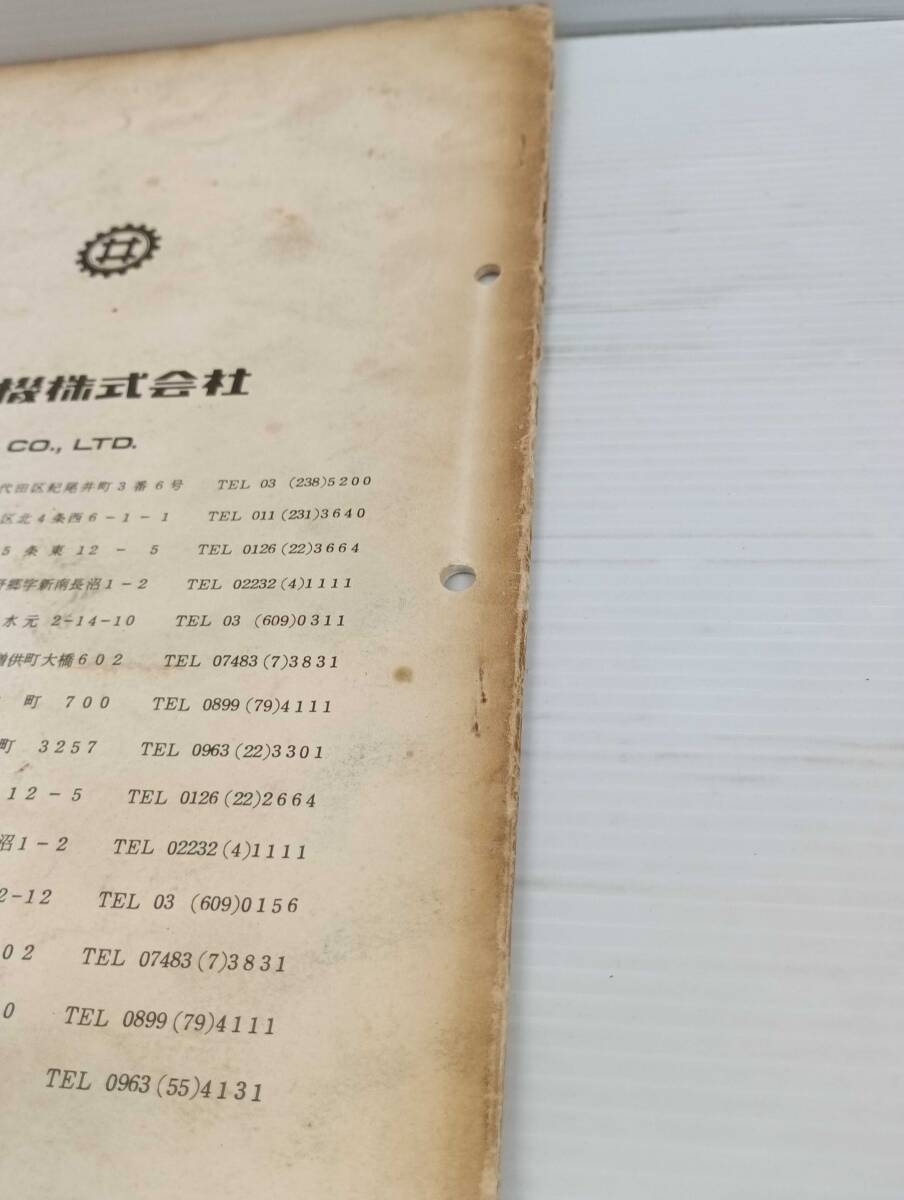 機株式会社
CO., LTD.
代田区紀尾井町3番6号 TEL 03 (238)5200
区北4条西6-1-1 TEL 011 (231)3640
5条東12-5 TEL 0126 (22)3664
郷字新南長沼1-2 TEL 02232 (4)1111
水元 2-14-10 TEL 03 (609)0311
供町大橋602 TEL 07483 (7)3831
町 700 TEL 0899 (79)4111
町 3257 TEL 0963 (22)3301
12-5 TEL 0126 (22)2664
沼1-2 TEL 02232 (4)1111
2-12 TEL 03 (609)0156
02 TEL 07483 (7)3831
0 TEL 0899 (79)4111
TEL 0963 (55)4131